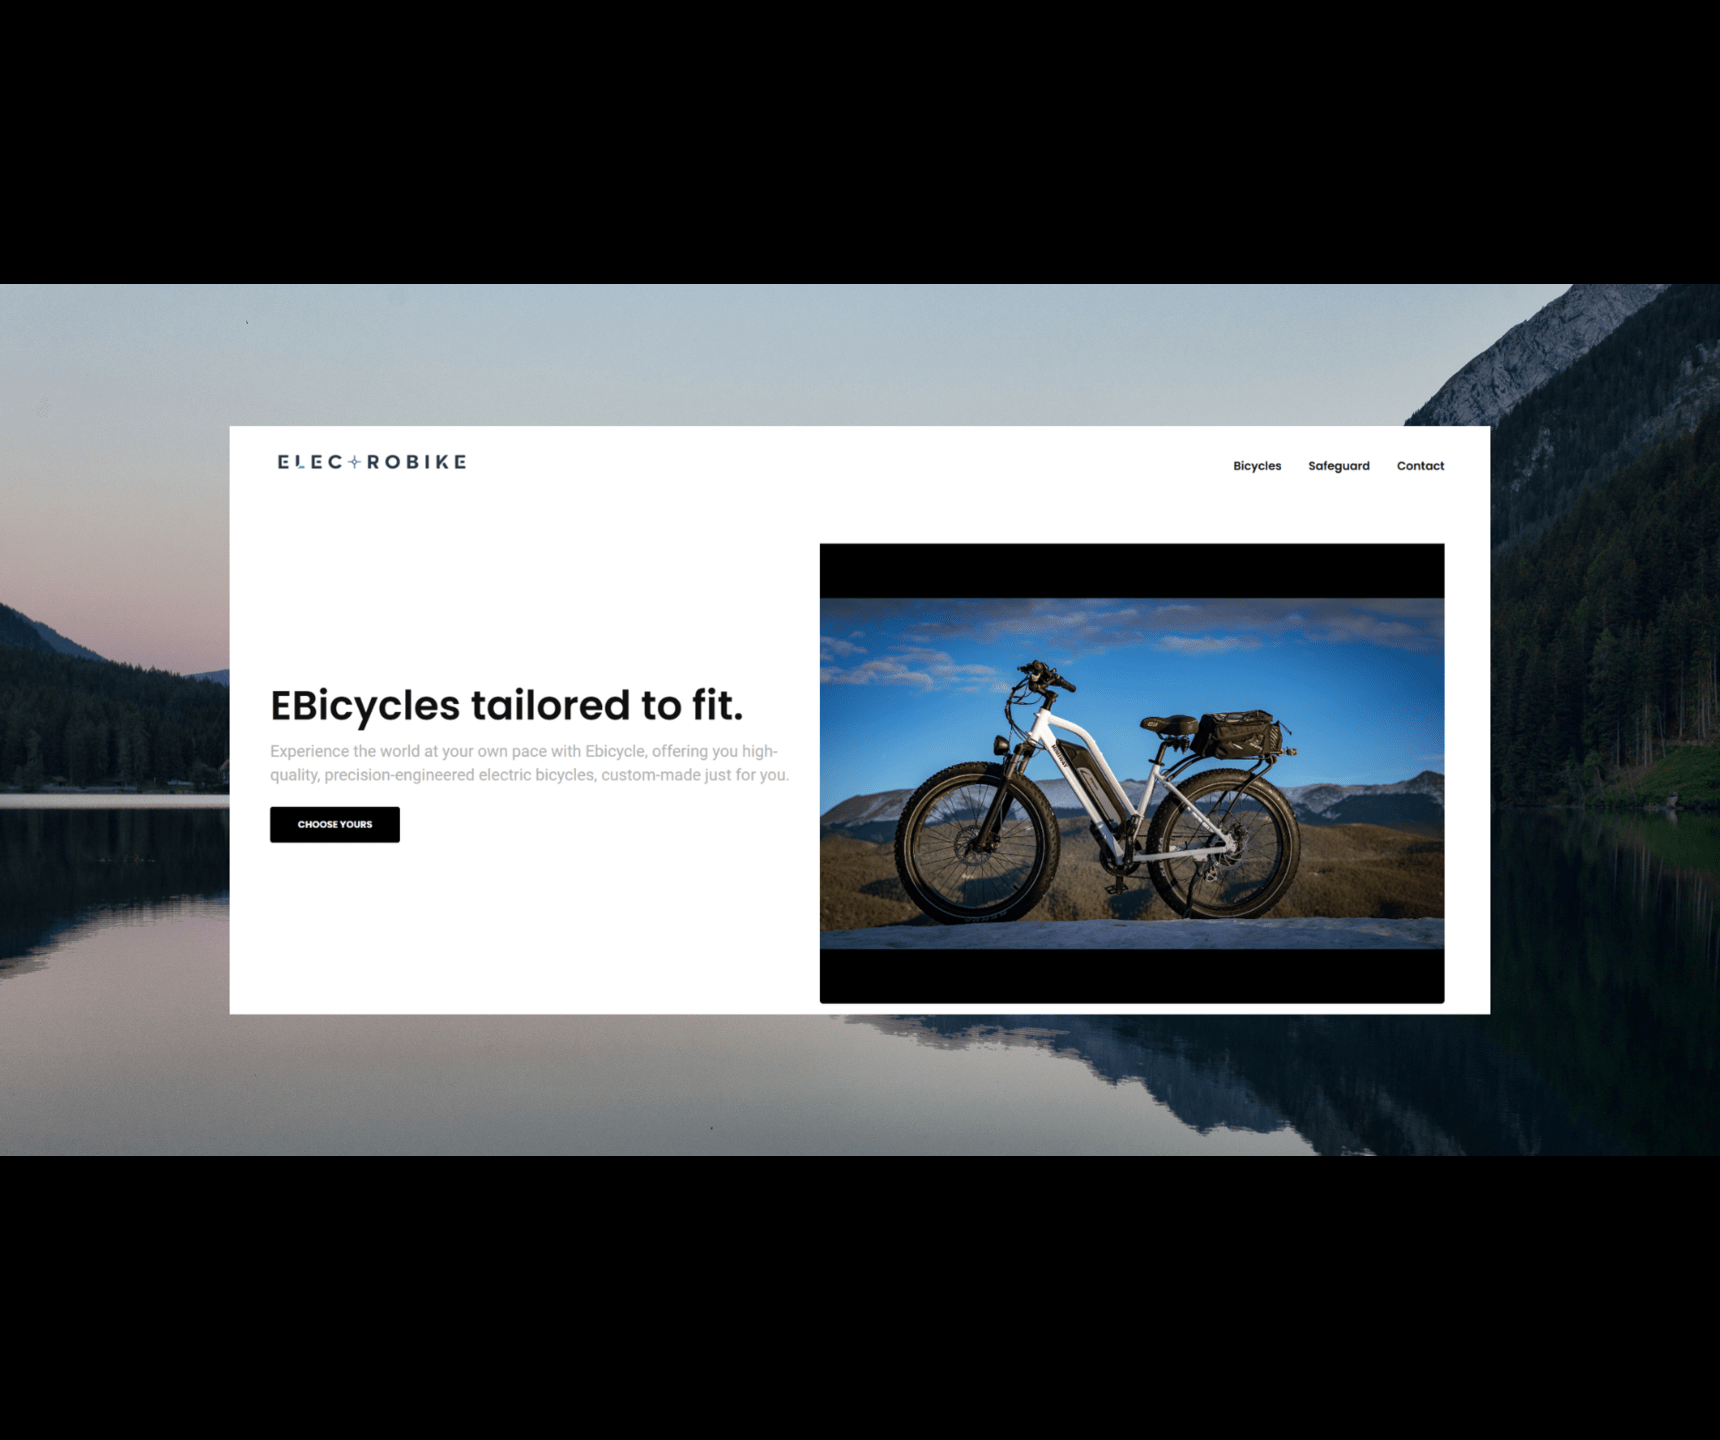 ELECTROBIKE
Bicycles Safeguard Contact
EBicycles tailored to fit.
Experience the world at your own pace with Ebicycle, offering you high-
quality, precision-engineered electric bicycles, custom-made just for you.
CHOOSE YOURS